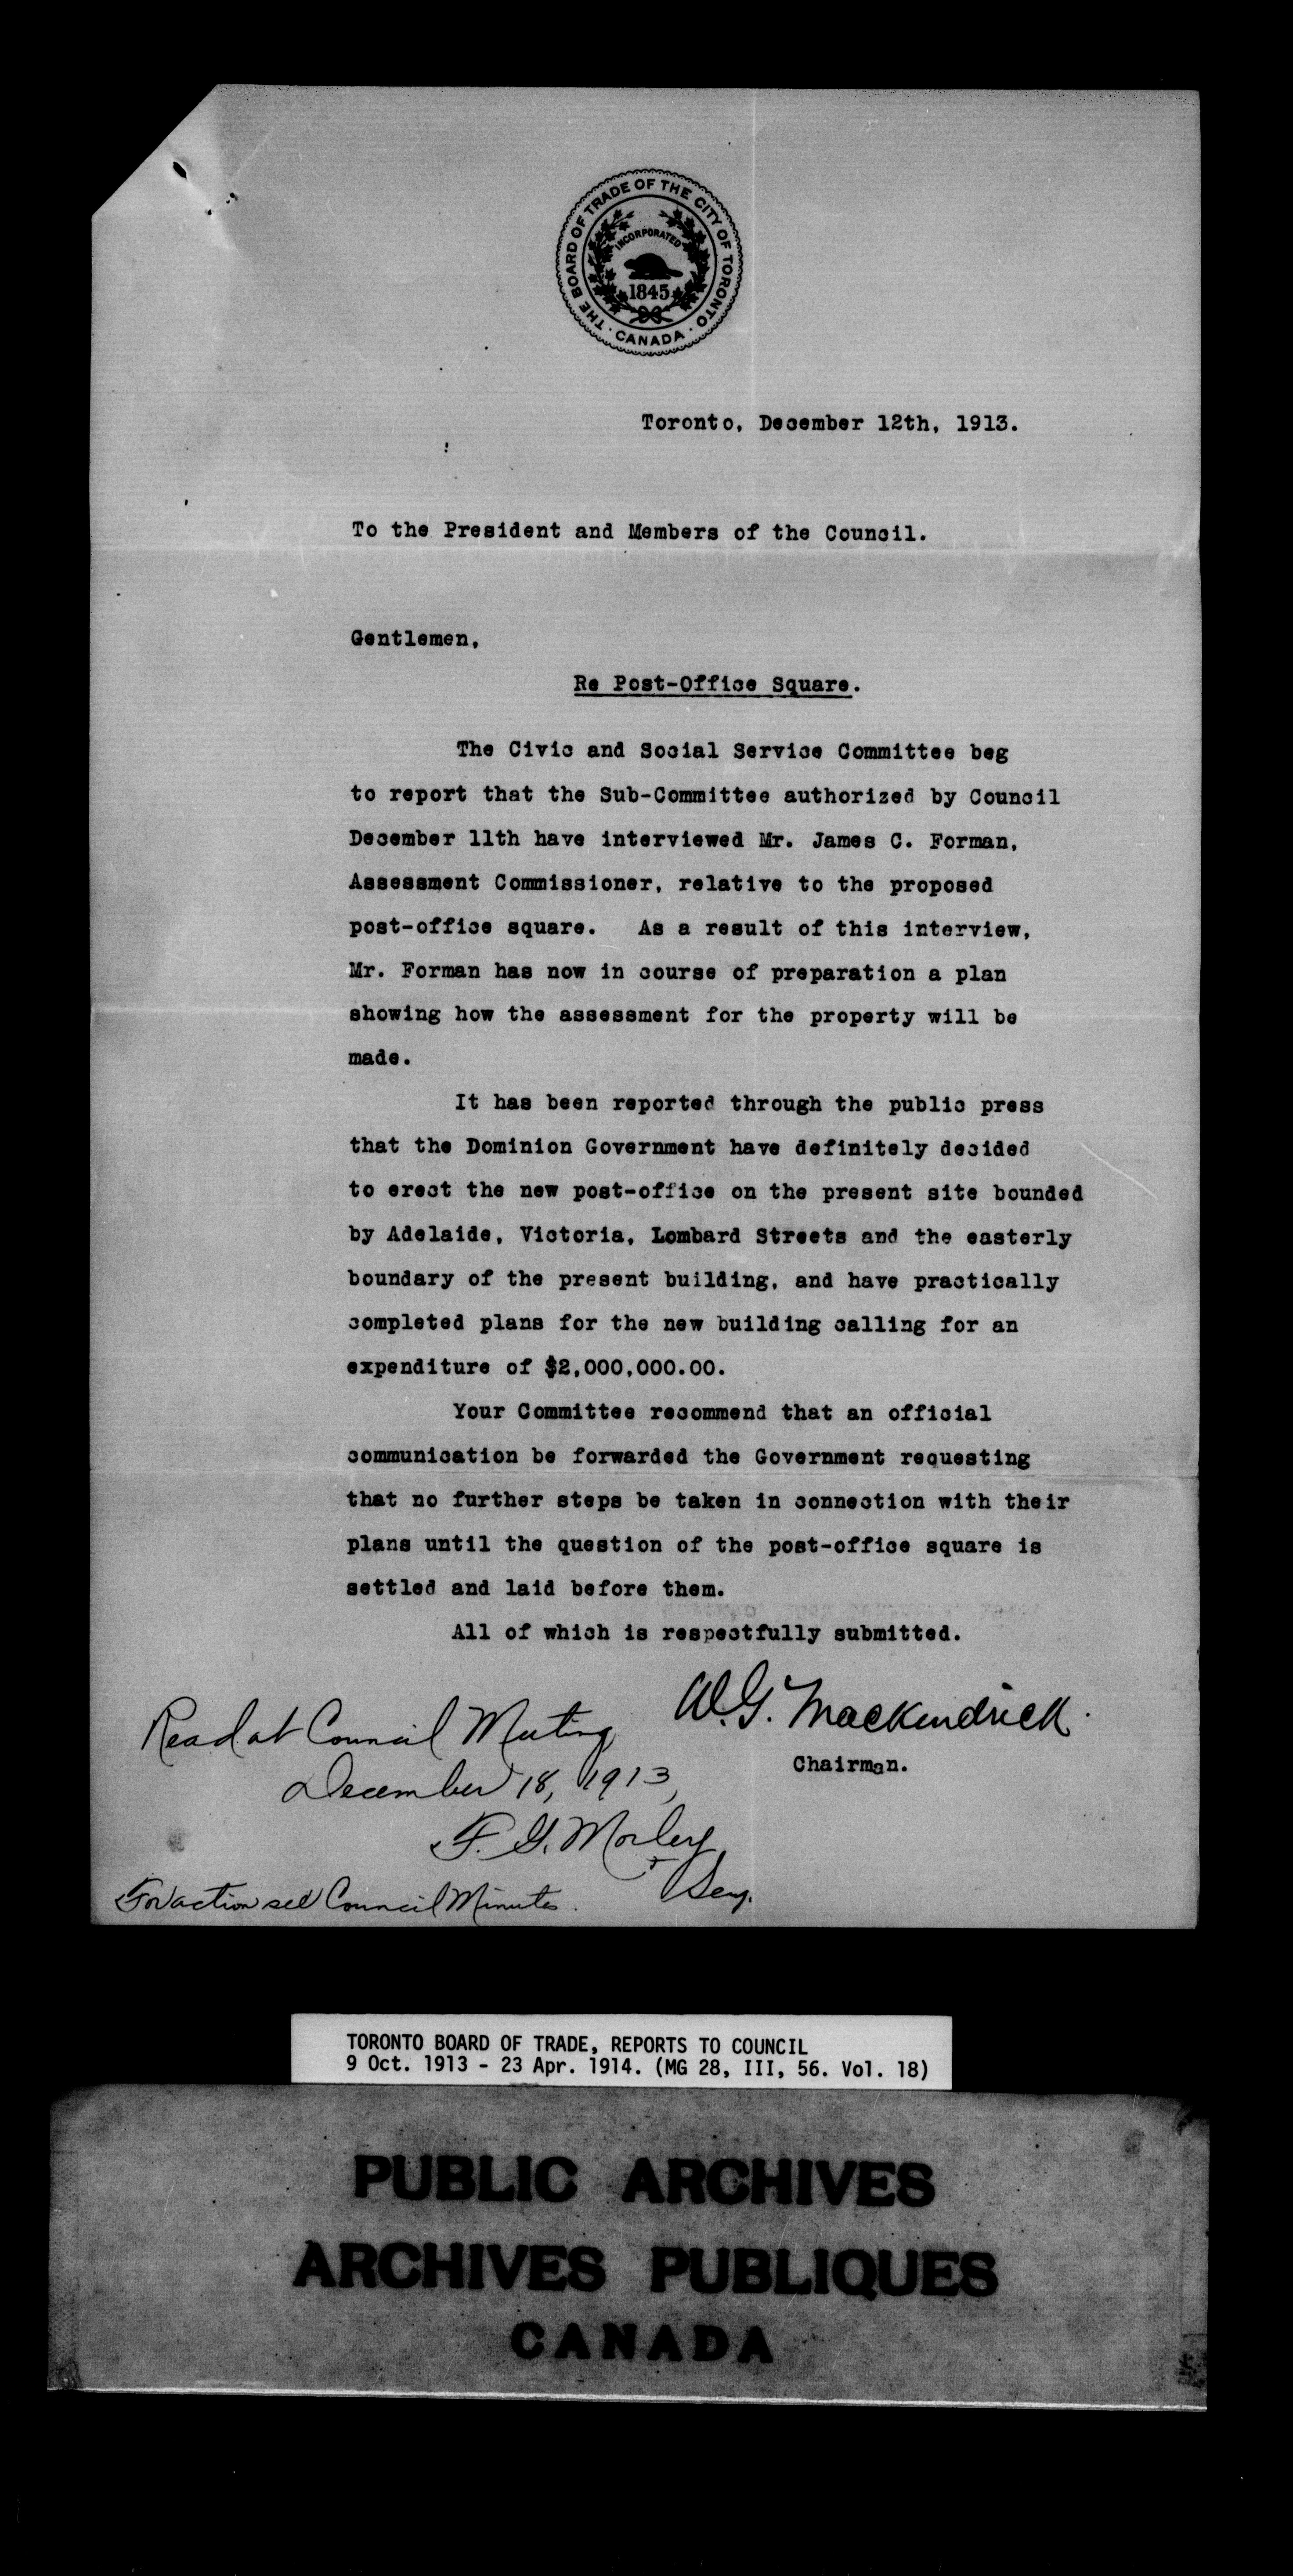 THE BOARD OF TRADE OF THE CITY OF TORONTO · CANADA ·
INCORPORATED
1845
Toronto, December 12th, 1913.
To the President and Members of the Council.
Gentlemen,
Re Post-Office Square.
The Civic and Social Service Committee beg
to report that the Sub-Committee authorized by Council
December 11th have interviewed Mr. James C. Forman,
Assessment Commissioner, relative to the proposed
post-office square. As a result of this interview,
Mr. Forman has now in course of preparation a plan
showing how the assessment for the property will be
made.
It has been reported through the public press
that the Dominion Government have definitely decided
to erect the new post-office on the present site bounded
by Adelaide, Victoria, Lombard Streets and the easterly
boundary of the present building, and have practically
completed plans for the new building calling for an
expenditure of $2,000,000.00.
Your Committee recommend that an official
communication be forwarded the Government requesting
that no further steps be taken in connection with their
plans until the question of the post-office square is
settled and laid before them.
All of which is respectfully submitted.
W.G. Mackendrick.
Chairman.
Read at Council Meeting
December 18, 1913,
F. G. Morley
Secy.
For action see Council Minutes.
TORONTO BOARD OF TRADE, REPORTS TO COUNCIL
9 Oct. 1913 - 23 Apr. 1914. (MG 28, III, 56. Vol. 18)
PUBLIC ARCHIVES
ARCHIVES PUBLIQUES
CANADA